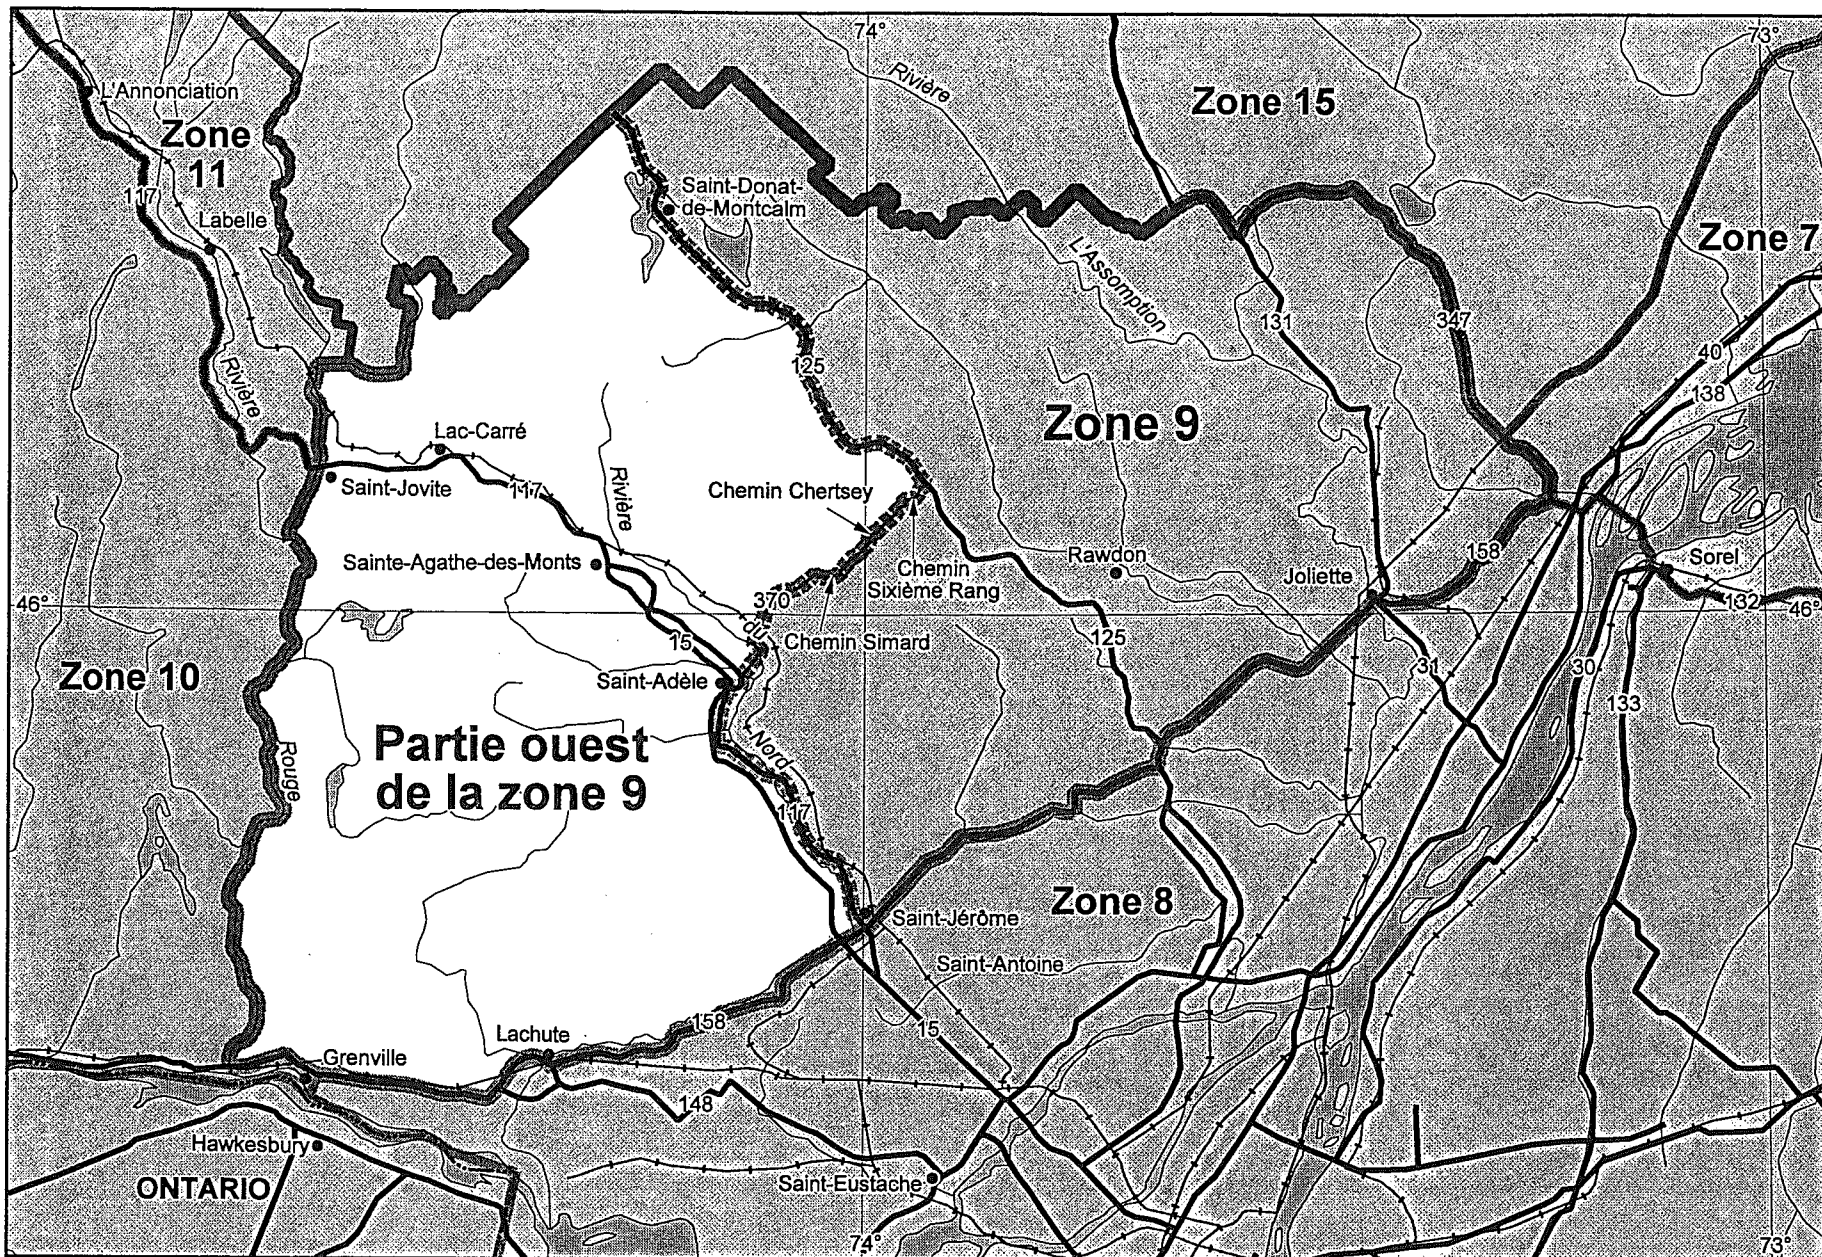 74°
73°
Rivière
L'Annonciation
Zone 15
Zone
11
117
Saint-Donat-
de-Montcalm
Labelle
Zone 7
L'Assomption
131
347
125
40
Rivière
138
Zone 9
Lac-Carré
Saint-Jovite
117
Rivière
Chemin Chertsey
Sainte-Agathe-des-Monts
Chemin
Sixième Rang
Rawdon
Joliette
158
Sorel
46°
370
132
46°
du
Chemin Simard
15
125
Zone 10
Saint-Adèle
31
30
133
Partie ouest
de la zone 9
Nord
Rouge
117
Zone 8
Saint-Jérôme
Saint-Antoine
158
15
Lachute
Grenville
148
Hawkesbury
ONTARIO
Saint-Eustache
74°
73°